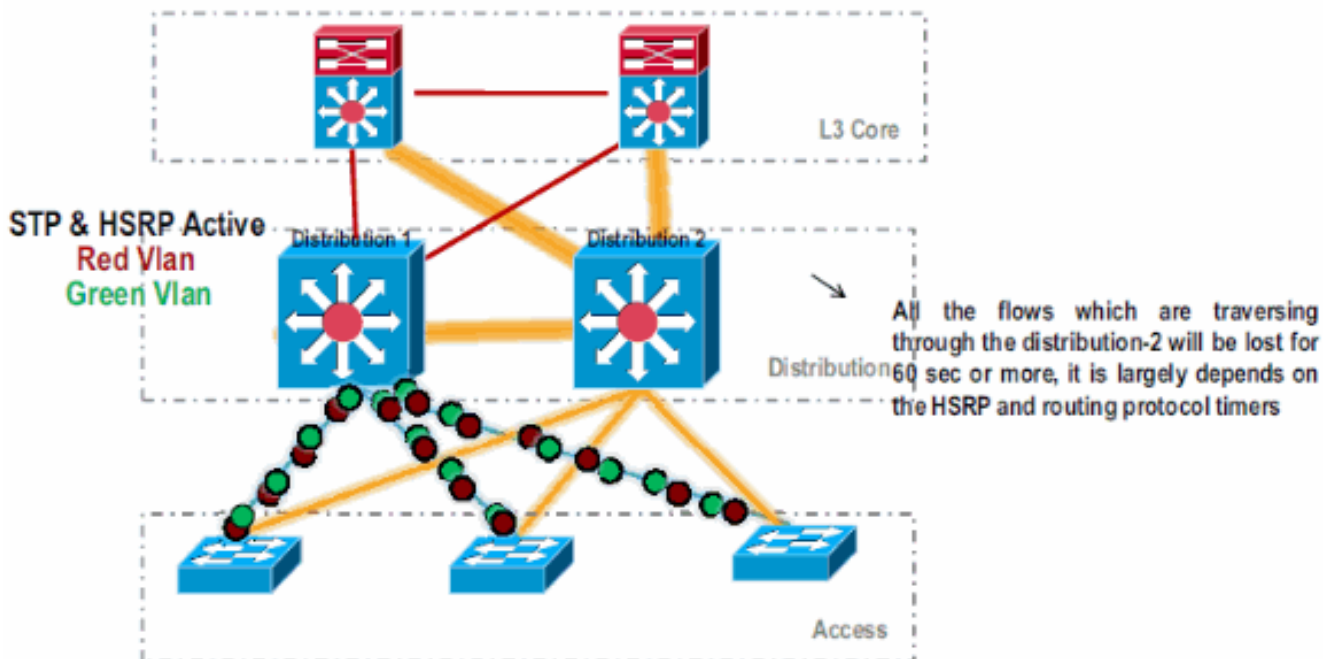 L3 Core
STP & HSRP Active
Red Vlan
Green Vlan
Distribution 1
Distribution 2
All the flows which are traversing
through the distribution-2 will be lost for
60 sec or more, it is largely depends on
the HSRP and routing protocol timers
Distribution
Access